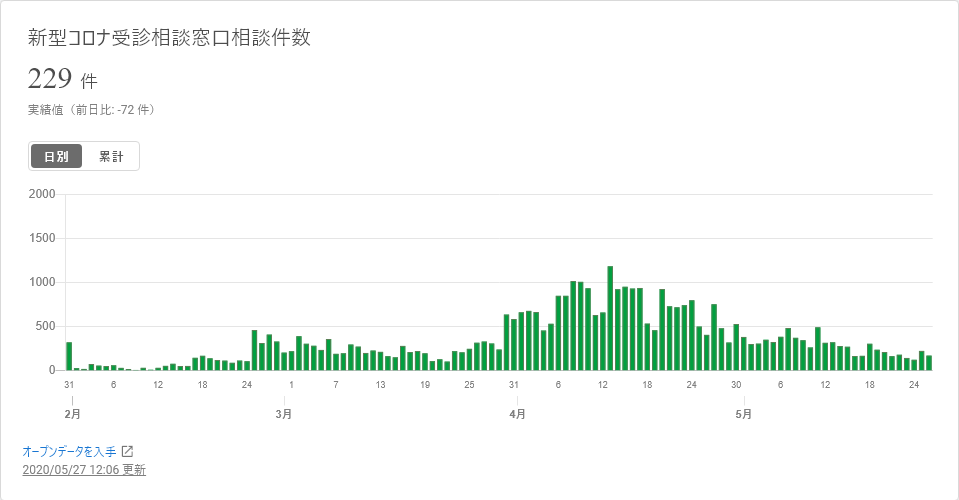 新型コロナ受診相談窓口相談件数
229 件
実績値（前日比: -72 件）
日別 累計
2000
1500
1000
500
0
31 6 12 18 24 1 7 13 19 25 31 6 12 18 24 30 6 12 18 24
2月 3月 4月 5月
オープンデータを入手
2020/05/27 12:06 更新